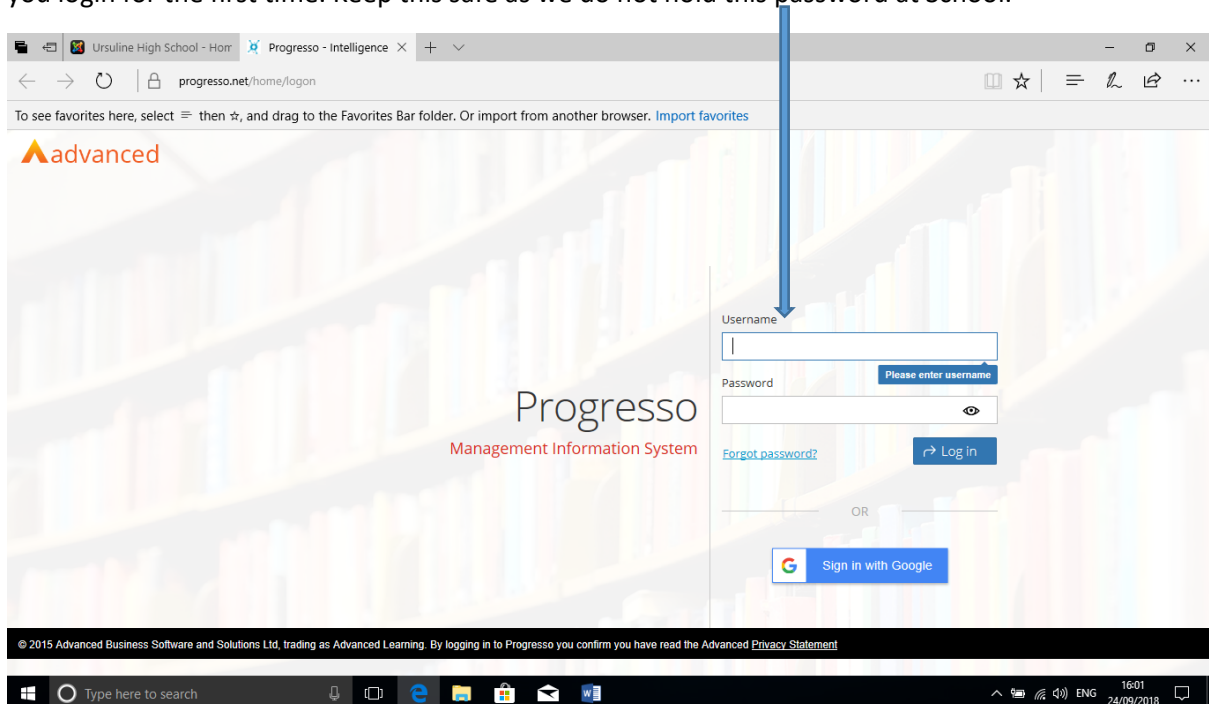 you login for the first time. Keep this safe as we do not hold this password at School.
Ursuline High School - Hom
Progresso - Intelligence
progresso.net/home/logon
To see favorites here, select then ☆, and drag to the Favorites Bar folder. Or import from another browser. Import favorites
advanced
Username
Please enter username
Password
Progresso
Management Information System
Forgot password?
Log in
OR
G Sign in with Google
© 2015 Advanced Business Software and Solutions Ltd, trading as Advanced Learning. By logging in to Progresso you confirm you have read the Advanced Privacy Statement
Type here to search
ENG
16:01
24/09/2018